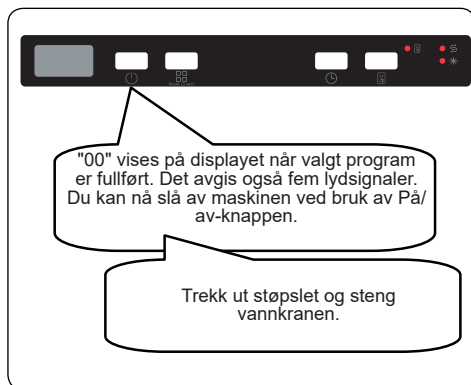 "00" vises på displayet når valgt program
er fullført. Det avgis også fem lydsignaler.
Du kan nå slå av maskinen ved bruk av På/
av-knappen.
Trekk ut støpslet og steng
vannkranen.